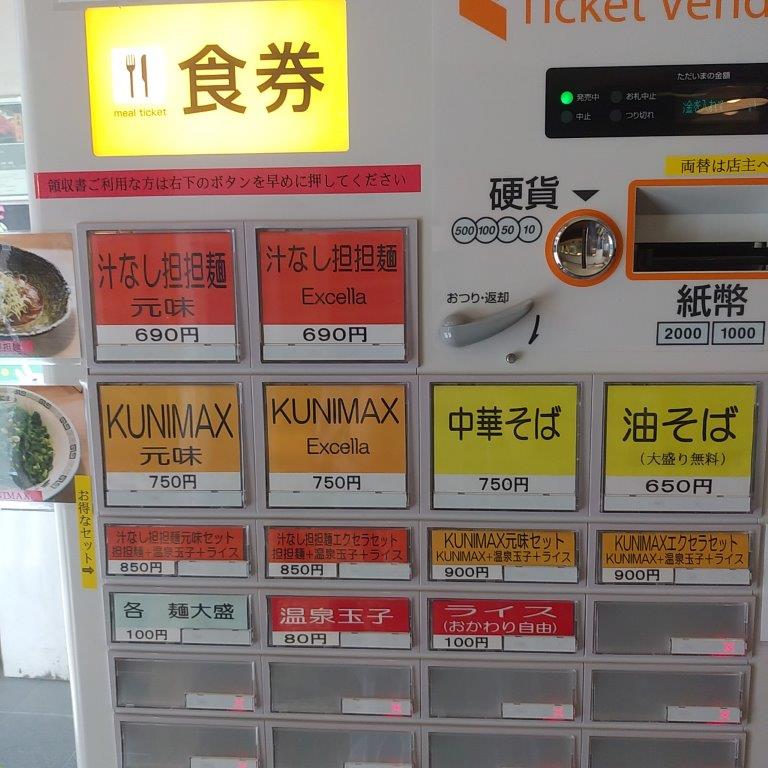 Ticket Vend
食券
meal ticket
ただいまの金額
発売中
お札中止
中止
つり切れ
領収書ご利用な方は右下のボタンを早めに押してください
両替は店主へ
硬貨
500 100 50 10
おつり・返却
紙幣
2000 1000
汁なし担担麺
元味
690円
汁なし担担麺
Excella
690円
KUNIMAX
元味
750円
KUNIMAX
Excella
750円
中華そば
750円
油そば
(大盛り無料)
650円
お得なセット⇨
汁なし担担麺元味セット
担担麺+温泉玉子+ライス
850円
汁なし担担麺エクセラセット
担担麺+温泉玉子+ライス
850円
KUNIMAX元味セット
KUNIMAX+温泉玉子+ライス
900円
KUNIMAXエクセラセット
KUNIMAX+温泉玉子+ライス
900円
各 麺大盛
100円
温泉玉子
80円
ライス
(おかわり自由)
100円